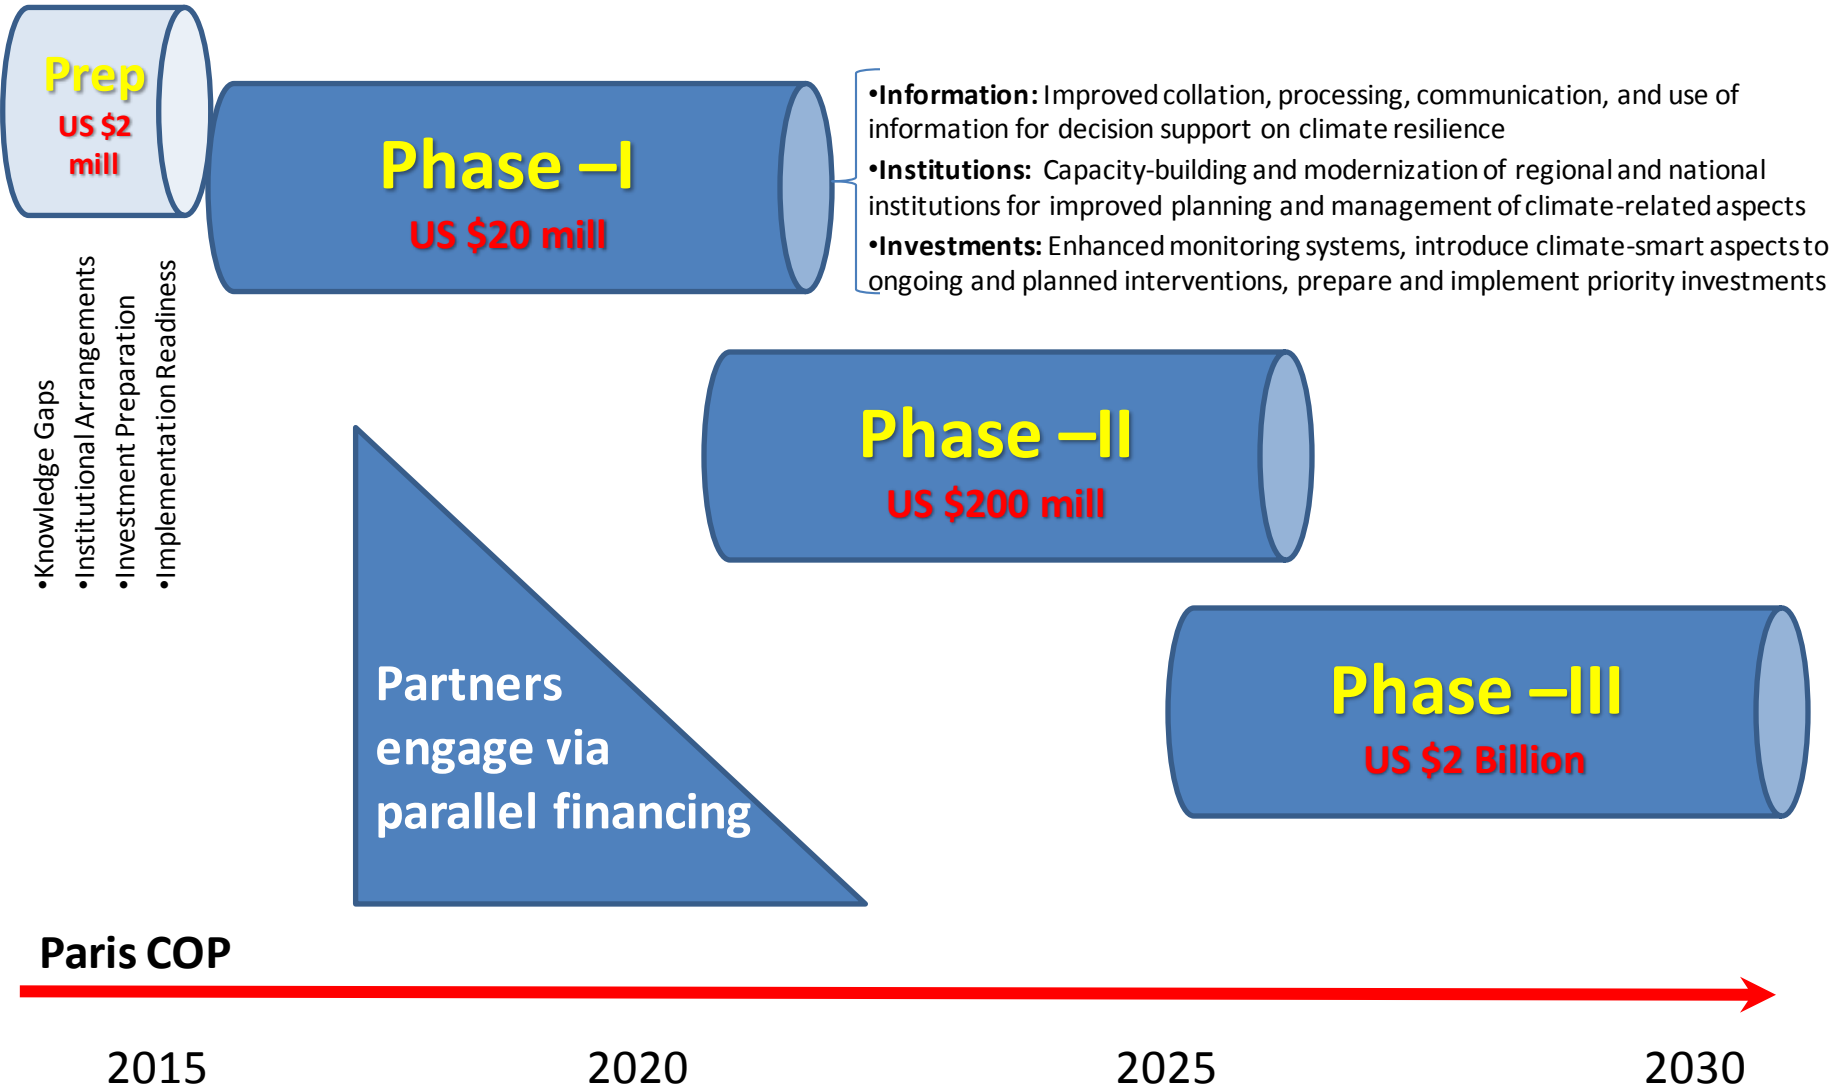 Prep
US $2
mill
Phase –I
US $20 mill
•Information: Improved collation, processing, communication, and use of
information for decision support on climate resilience
•Institutions: Capacity-building and modernization of regional and national
institutions for improved planning and management of climate-related aspects
•Investments: Enhanced monitoring systems, introduce climate-smart aspects to
ongoing and planned interventions, prepare and implement priority investments
•Knowledge Gaps
•Institutional Arrangements
•Investment Preparation
•Implementation Readiness
Phase –II
US $200 mill
Partners
engage via
parallel financing
Phase –III
US $2 Billion
Paris COP
2015
2020
2025
2030